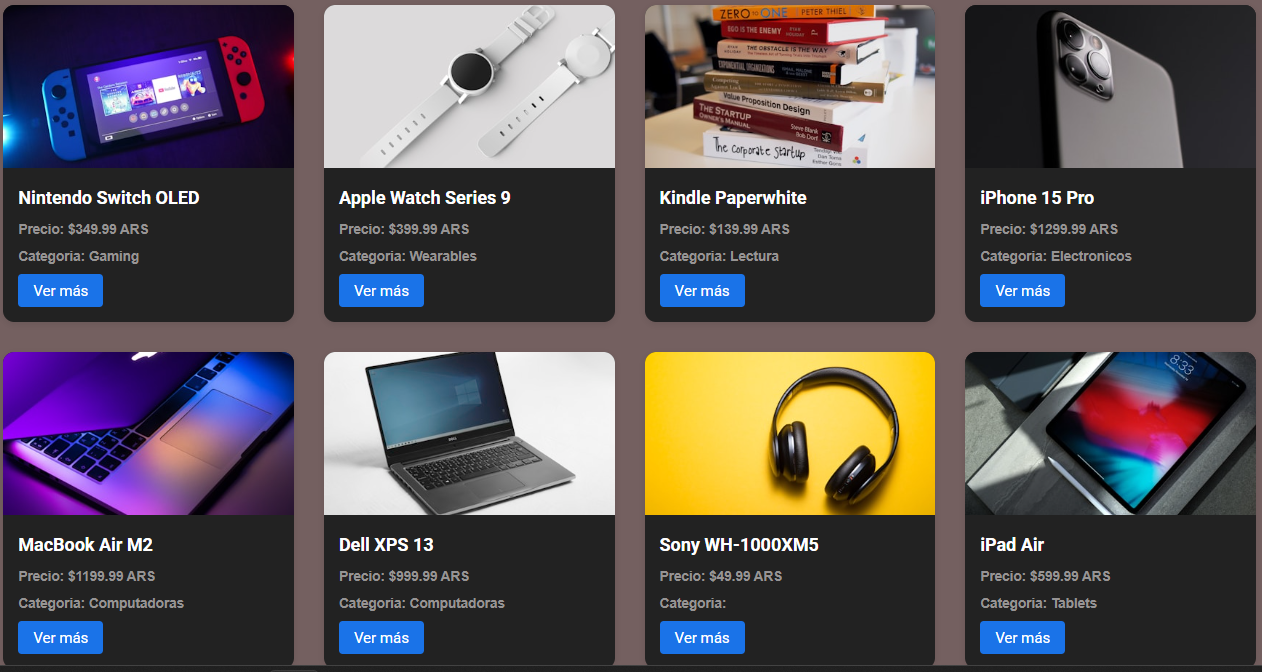 ZERO TO ONE PETER THIEL
EGO IS THE ENEMY
THE OBSTACLE IS THE WAY
EXPONENTIAL ORGANIZATIONS
Value Proposition Design
THE STARTUP
OWNER'S MANUAL
Steve Blank
Bob Dorf
The Corporate Startup
Nintendo Switch OLED
Precio: $349.99 ARS
Categoria: Gaming
Ver más
Apple Watch Series 9
Precio: $399.99 ARS
Categoria: Wearables
Ver más
Kindle Paperwhite
Precio: $139.99 ARS
Categoria: Lectura
Ver más
iPhone 15 Pro
Precio: $1299.99 ARS
Categoria: Electronicos
Ver más
DELL
8:33
MacBook Air M2
Precio: $1199.99 ARS
Categoria: Computadoras
Ver más
Dell XPS 13
Precio: $999.99 ARS
Categoria: Computadoras
Ver más
Sony WH-1000XM5
Precio: $49.99 ARS
Categoria:
Ver más
iPad Air
Precio: $599.99 ARS
Categoria: Tablets
Ver más